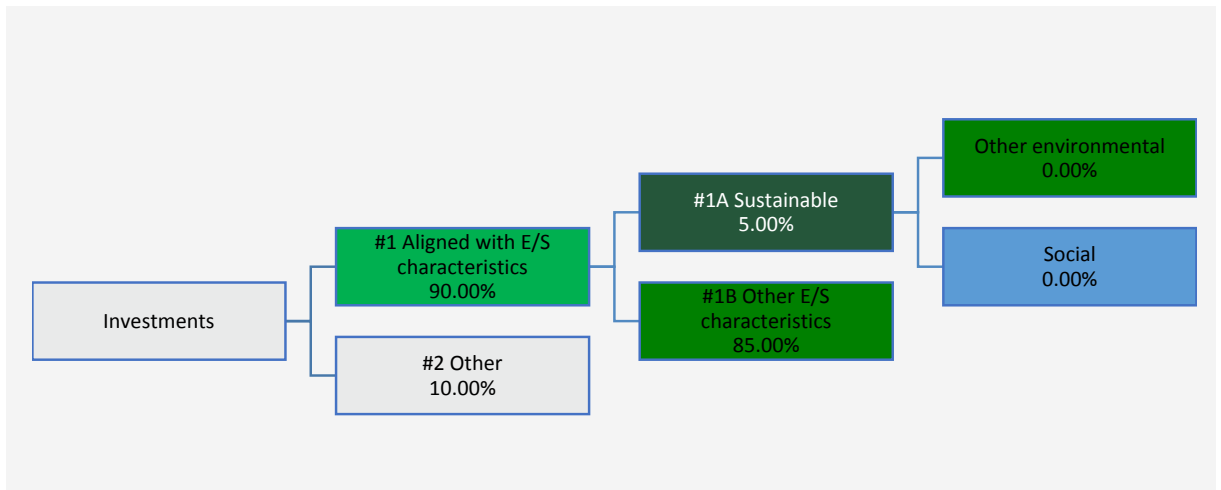 Investments
#1 Aligned with E/S
characteristics
90.00%
#2 Other
10.00%
#1A Sustainable
5.00%
#1B Other E/S
characteristics
85.00%
Other environmental
0.00%
Social
0.00%